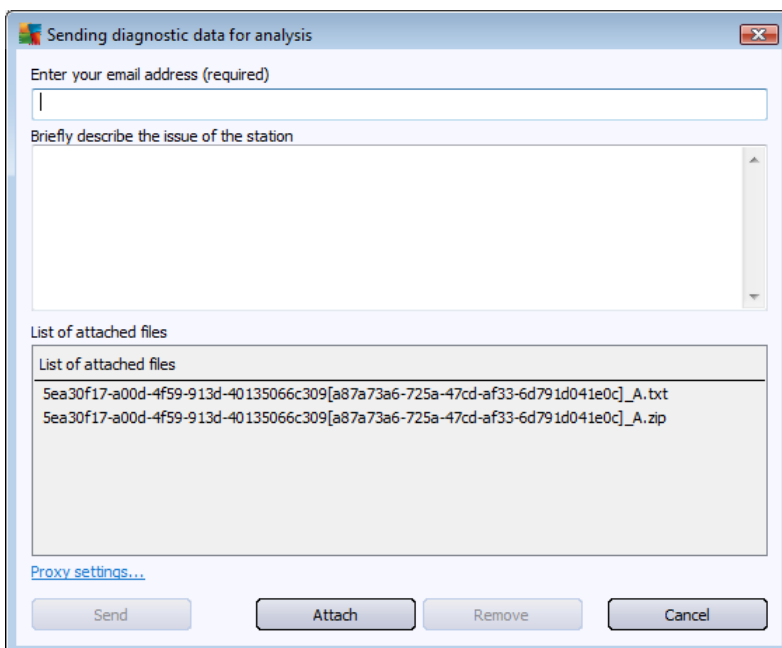 Sending diagnostic data for analysis
Enter your email address (required)
Briefly describe the issue of the station
List of attached files
List of attached files
5ea30f17-a00d-4f59-913d-40135066c309[a87a73a6-725a-47cd-af33-6d791d041e0c]_A.txt
5ea30f17-a00d-4f59-913d-40135066c309[a87a73a6-725a-47cd-af33-6d791d041e0c]_A.zip
Proxy settings...
Send Attach Remove Cancel